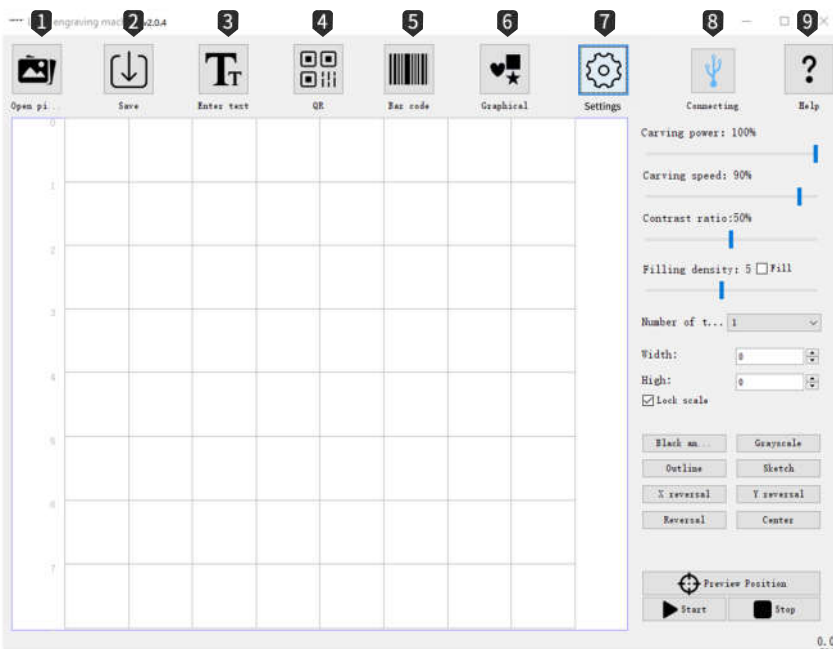 1 2 3 4 5 6 7 8 9
engraving v2.0.4
Open pi... Save Enter text QR Bar code Graphical Settings Connecting Help
0
1
2
3
4
5
6
7
Carving power: 100%
Carving speed: 90%
Contrast ratio:50%
Filling density: 5 Fill
Number of t... 1
Width: 0
High: 0
Lock scale
Black an... Grayscale
Outline Sketch
X reversal Y reversal
Reversal Center
Preview Position
Start Stop
0.0